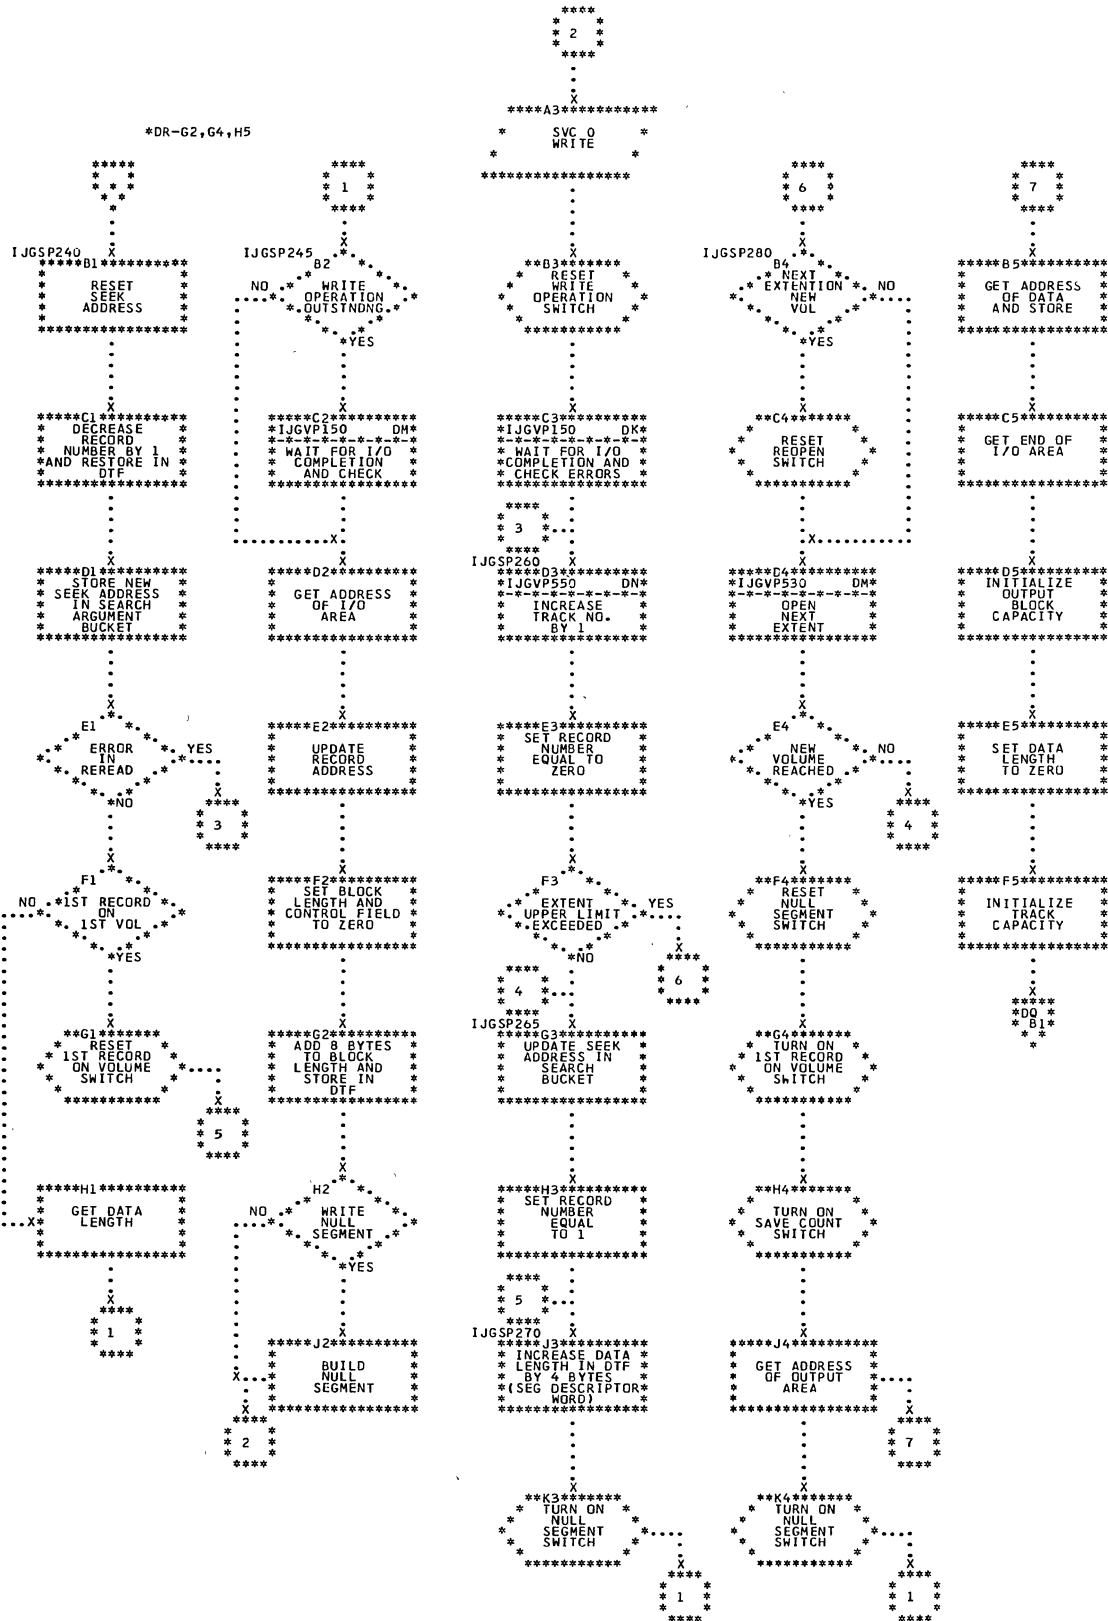 2
A3
SVC 0
WRITE
*DR-G2,G4,H5
1
6
7
IJGSP240
B1
RESET
SEEK
ADDRESS
IJGSP245
B2
WRITE
OPERATION
OUTSTNDNG
NO
YES
B3
RESET
WRITE
OPERATION
SWITCH
IJGSP280
B4
NEXT
EXTENTION
NEW
VOL
NO
YES
B5
GET ADDRESS
OF DATA
AND STORE
C1
DECREASE
RECORD
NUMBER BY 1
AND RESTORE IN
DTF
C2
IJGVP150 DM
WAIT FOR I/O
COMPLETION
AND CHECK
C3
IJGVP150 DK
WAIT FOR I/O
COMPLETION AND
CHECK ERRORS
C4
RESET
REOPEN
SWITCH
C5
GET END OF
I/O AREA
3
D1
STORE NEW
SEEK ADDRESS
IN SEARCH
ARGUMENT
BUCKET
D2
GET ADDRESS
OF I/O
AREA
IJGSP260
D3
IJGVP550 DN
INCREASE
TRACK NO.
BY 1
D4
IJGVP530 DM
OPEN
NEXT
EXTENT
D5
INITIALIZE
OUTPUT
BLOCK
CAPACITY
E1
ERROR
IN
REREAD
YES
NO
3
E2
UPDATE
RECORD
ADDRESS
E3
SET RECORD
NUMBER
EQUAL TO
ZERO
E4
NEW
VOLUME
REACHED
NO
YES
4
E5
SET DATA
LENGTH
TO ZERO
F1
1ST RECORD
ON
1ST VOL
NO
YES
F2
SET BLOCK
LENGTH AND
CONTROL FIELD
TO ZERO
F3
EXTENT
UPPER LIMIT
EXCEEDED
YES
NO
6
F4
RESET
NULL
SEGMENT
SWITCH
F5
INITIALIZE
TRACK
CAPACITY
DQ
B1
4
G1
RESET
1ST RECORD
ON VOLUME
SWITCH
5
G2
ADD 8 BYTES
TO BLOCK
LENGTH AND
STORE IN
DTF
IJGSP265
G3
UPDATE SEEK
ADDRESS IN
SEARCH
BUCKET
G4
TURN ON
1ST RECORD
ON VOLUME
SWITCH
H1
GET DATA
LENGTH
1
H2
WRITE
NULL
SEGMENT
NO
YES
H3
SET RECORD
NUMBER
EQUAL
TO 1
H4
TURN ON
SAVE COUNT
SWITCH
5
J2
BUILD
NULL
SEGMENT
2
IJGSP270
J3
INCREASE DATA
LENGTH IN DTF
BY 4 BYTES
(SEG DESCRIPTOR
WORD)
J4
GET ADDRESS
OF OUTPUT
AREA
7
K3
TURN ON
NULL
SEGMENT
SWITCH
1
K4
TURN ON
NULL
SEGMENT
SWITCH
1